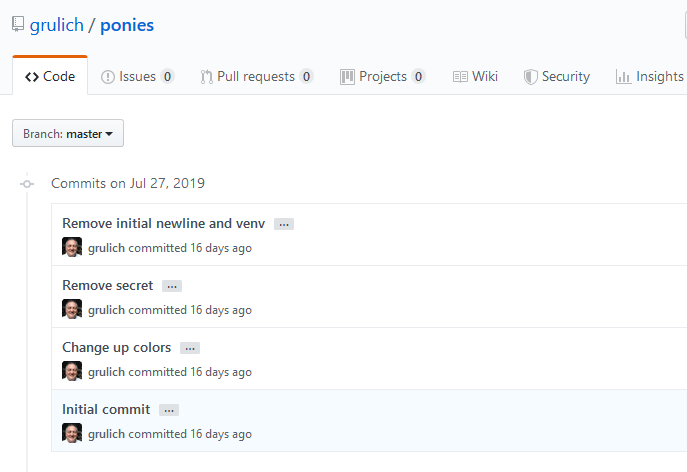 grulich / ponies
Code Issues 0 Pull requests 0 Projects 0 Wiki Security Insights
Branch: master
Commits on Jul 27, 2019
Remove initial newline and venv ...
grulich committed 16 days ago
Remove secret ...
grulich committed 16 days ago
Change up colors ...
grulich committed 16 days ago
Initial commit ...
grulich committed 16 days ago